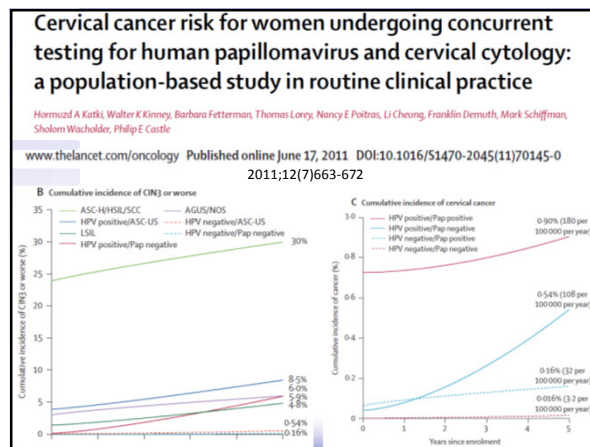 Cervical cancer risk for women undergoing concurrent
testing for human papillomavirus and cervical cytology:
a population-based study in routine clinical practice
Hormuzd A Katki, Walter K Kinney, Barbara Fetterman, Thomas Lorey, Nancy E Poitras, Li Cheung, Franklin Demuth, Mark Schiffman,
Sholom Wacholder, Philip E Castle
www.thelancet.com/oncology Published online June 17, 2011 DOI:10.1016/S1470-2045(11)70145-0
2011;12(7)663-672
B Cumulative incidence of CIN3 or worse
ASC-H/HSIL/SCC
HPV positive/ASC-US
LSIL
HPV positive/Pap negative
AGUS/NOS
HPV negative/ASC-US
HPV negative/Pap negative
Cumulative incidence of CIN3 or worse (%)
35
30
25
20
15
10
5
0
30%
8·5%
6·0%
5·9%
4·8%
0·54%
0·16%
C Cumulative incidence of cervical cancer
HPV positive/Pap positive
HPV positive/Pap negative
HPV negative/Pap positive
HPV negative/Pap negative
Cumulative incidence of cancer (%)
1·0
0·8
0·6
0·4
0·2
0
0·90% (180 per
100 000 per year)
0·54% (108 per
100 000 per year)
0·16% (32 per
100 000 per year)
0·016% (3·2 per
100 000 per year)
0 1 2 3 4 5
Years since enrolment